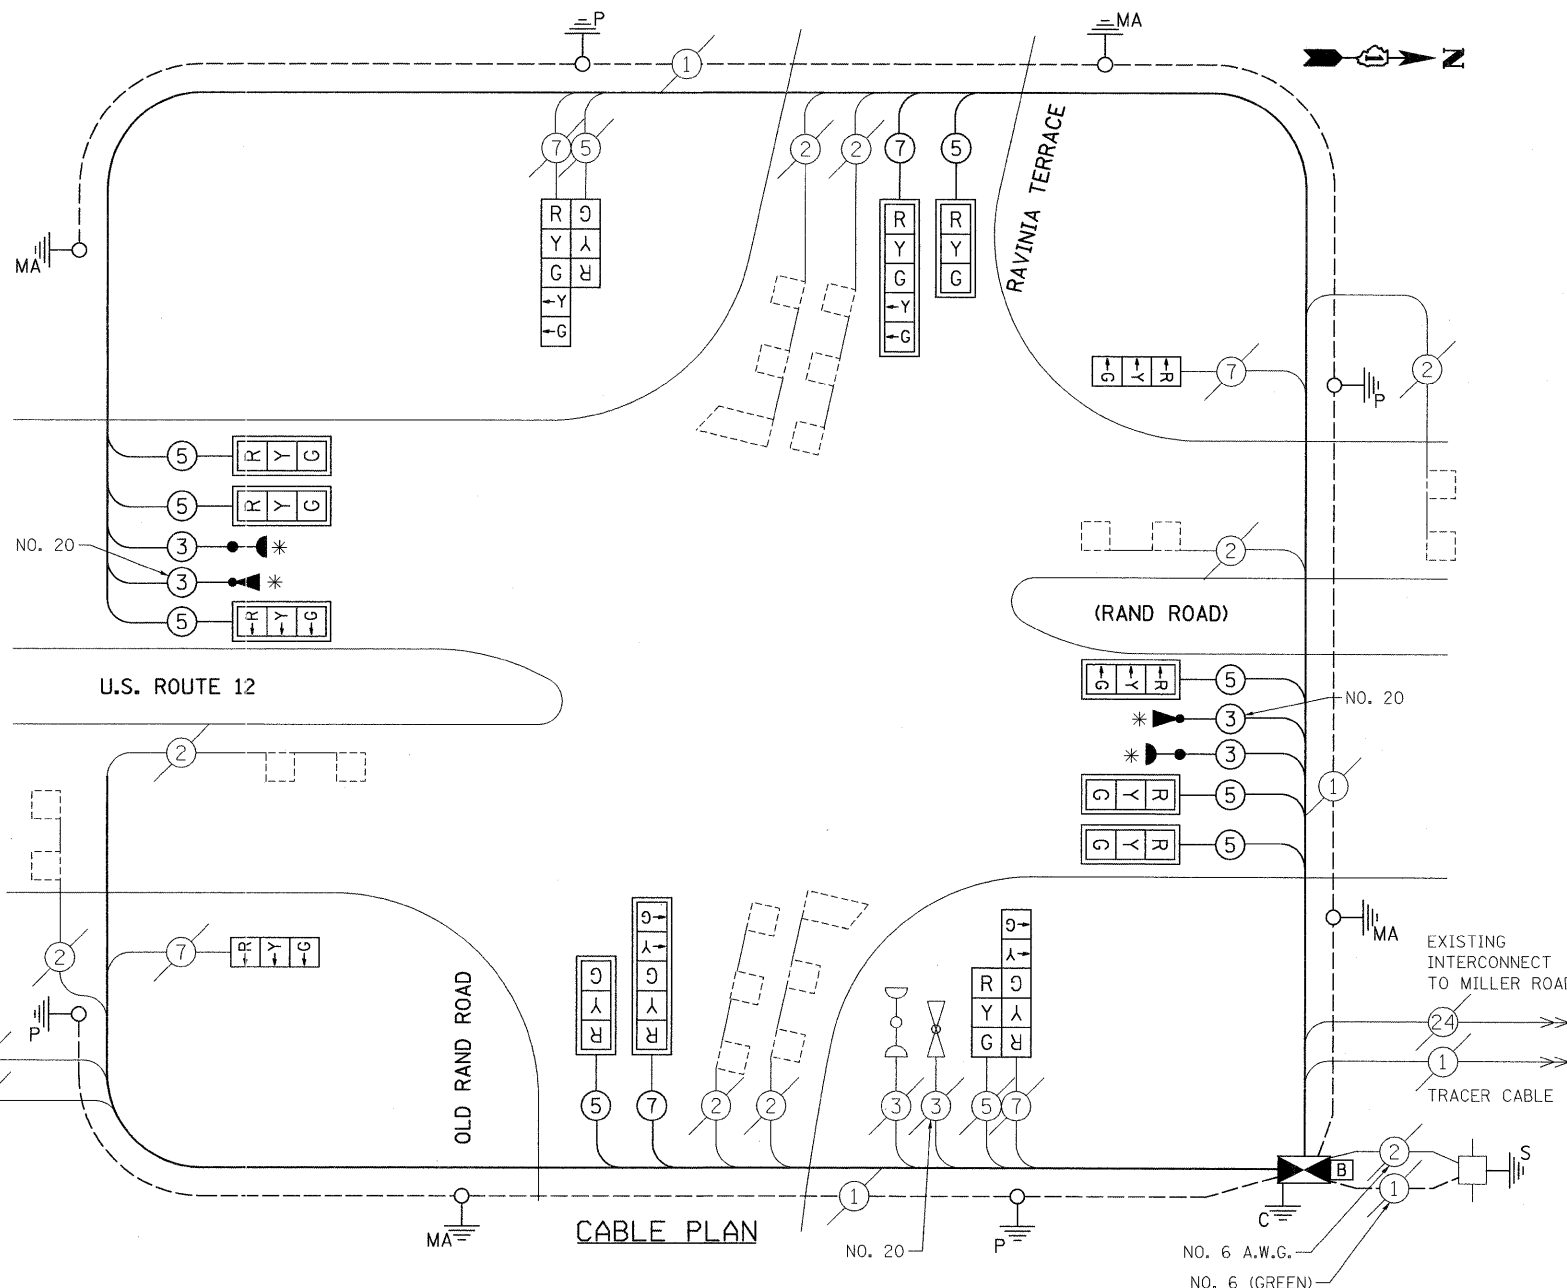 P
MA
1
1
N
7
5
2
2
7
5
R
Y
G
←Y
←G
G
Y
R
R
Y
G
←Y
←G
R
Y
G
RAVINIA TERRACE
MA
←G
←Y
←R
7
2
P
5
R Y G
5
R Y G
NO. 20
3
*
3
*
5
←R ←Y ←G
2
(RAND ROAD)
U.S. ROUTE 12
←G ←Y ←R
5
NO. 20
*
3
*
3
G Y R
5
G Y R
5
1
2
2
7
←R ←Y ←G
P
OLD RAND ROAD
G
Y
R
5
←G
←Y
G
Y
R
7
2
2
3
3
R
Y
G
5
←G
←Y
G
Y
R
7
MA
EXISTING
INTERCONNECT
TO MILLER ROAD
24
1
TRACER CABLE
B
2
1
S
C
MA
1
P
CABLE PLAN
NO. 20
NO. 6 A.W.G.
NO. 6 (GREEN)